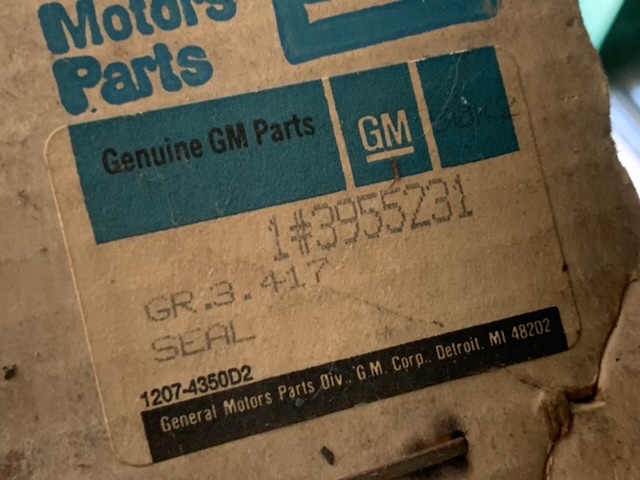 Motors
Parts
Genuine GM Parts
GM
1#3955231
GR.3.417
SEAL
1207-4350D2
General Motors Parts Div., G.M. Corp., Detroit, MI 48202